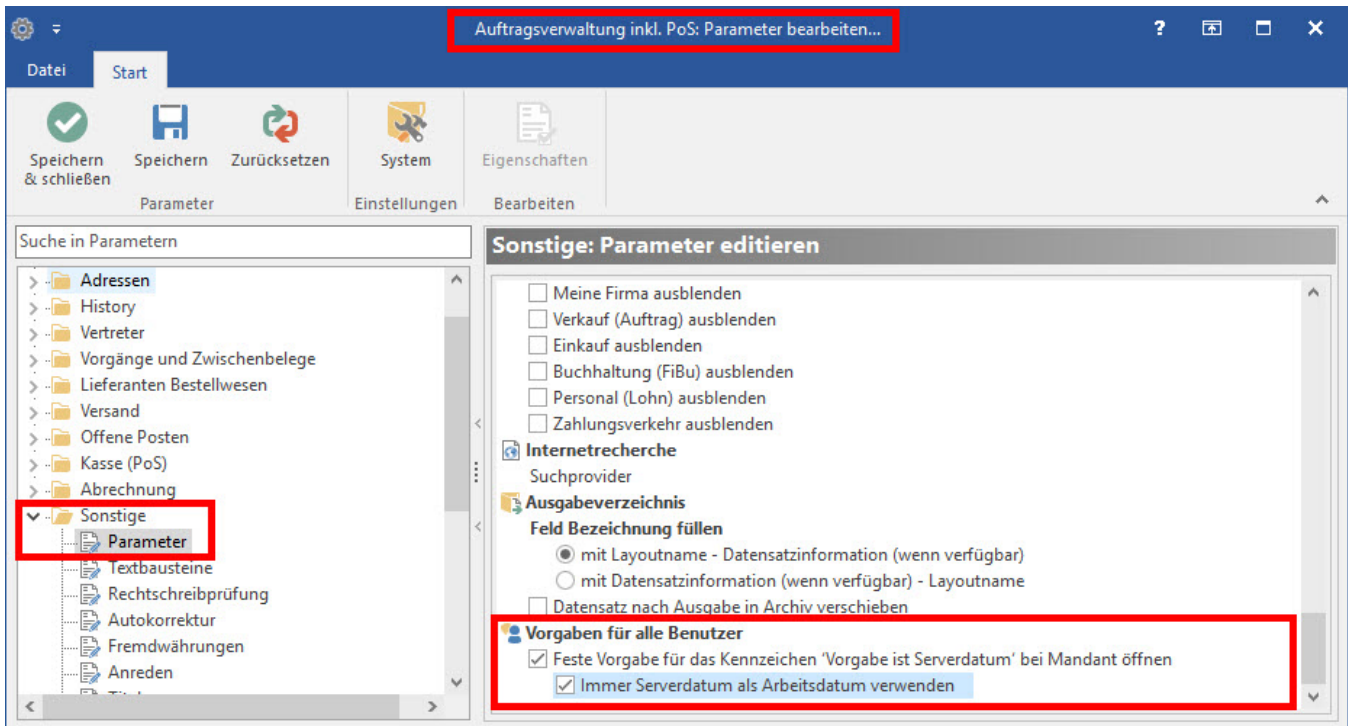 Auftragsverwaltung inkl. PoS: Parameter bearbeiten...
?
Datei
Start
Speichern
& schließen
Speichern
Zurücksetzen
System
Eigenschaften
Parameter
Einstellungen
Bearbeiten
Suche in Parametern
Adressen
History
Vertreter
Vorgänge und Zwischenbelege
Lieferanten Bestellwesen
Versand
Offene Posten
Kasse (PoS)
Abrechnung
Sonstige
Parameter
Textbausteine
Rechtschreibprüfung
Autokorrektur
Fremdwährungen
Anreden
Sonstige: Parameter editieren
Meine Firma ausblenden
Verkauf (Auftrag) ausblenden
Einkauf ausblenden
Buchhaltung (FiBu) ausblenden
Personal (Lohn) ausblenden
Zahlungsverkehr ausblenden
Internetrecherche
Suchprovider
Ausgabeverzeichnis
Feld Bezeichnung füllen
mit Layoutname - Datensatzinformation (wenn verfügbar)
mit Datensatzinformation (wenn verfügbar) - Layoutname
Datensatz nach Ausgabe in Archiv verschieben
Vorgaben für alle Benutzer
Feste Vorgabe für das Kennzeichen 'Vorgabe ist Serverdatum' bei Mandant öffnen
Immer Serverdatum als Arbeitsdatum verwenden